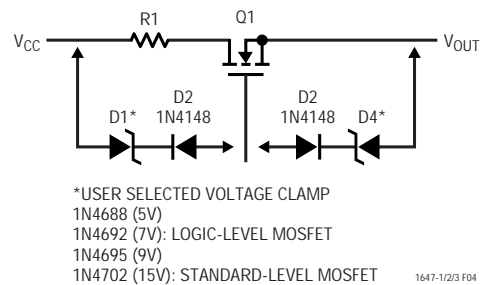 R1
Q1
VCC
VOUT
D1*
D2
1N4148
D2
1N4148
D4*
*USER SELECTED VOLTAGE CLAMP
1N4688 (5V)
1N4692 (7V): LOGIC-LEVEL MOSFET
1N4695 (9V)
1N4702 (15V): STANDARD-LEVEL MOSFET
1647-1/2/3 F04